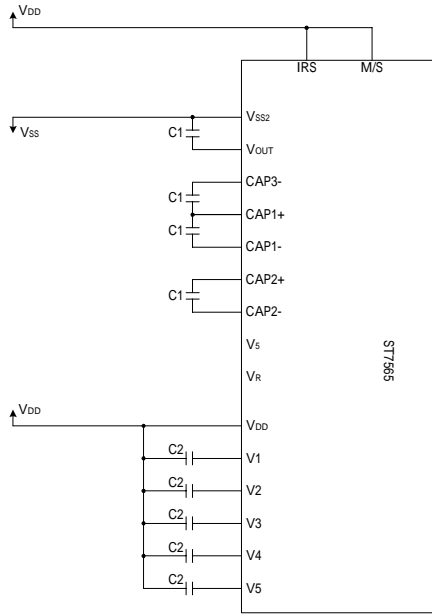 VDD
IRS M/S
VSS2
VSS
C1
VOUT
CAP3-
C1
CAP1+
C1
CAP1-
CAP2+
C1
CAP2-
V5
VR
ST7565
VDD
VDD
C2
V1
C2
V2
C2
V3
C2
V4
C2
V5